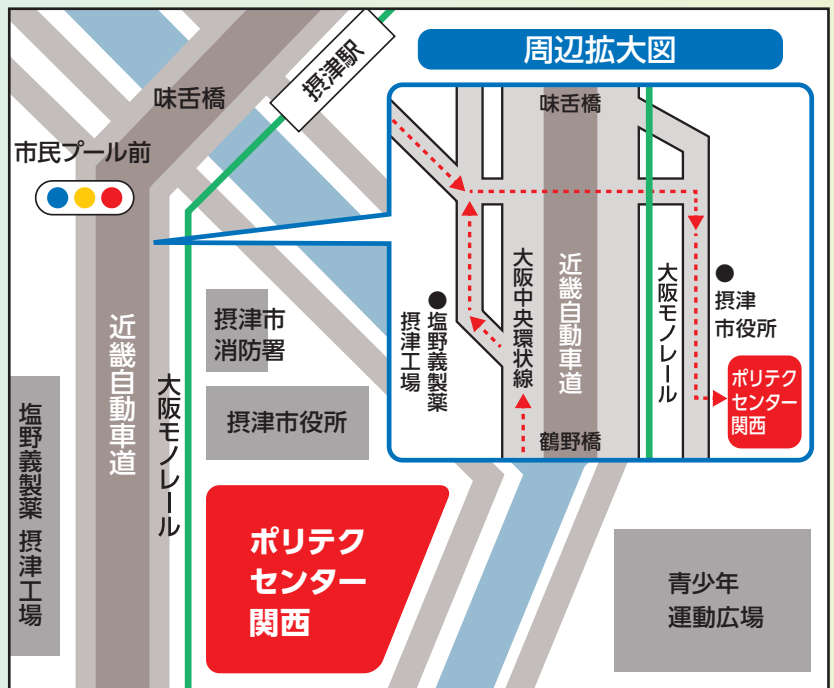 摂津駅
周辺拡大図
味舌橋
市民プール前
近畿自動車道
大阪モノレール
摂津市
消防署
摂津市役所
塩野義製薬 摂津工場
ポリテク
センター
関西
青少年
運動広場
味舌橋
大阪中央環状線
近畿自動車道
大阪モノレール
塩野義製薬
摂津工場
摂津
市役所
ポリテク
センター
関西
鶴野橋